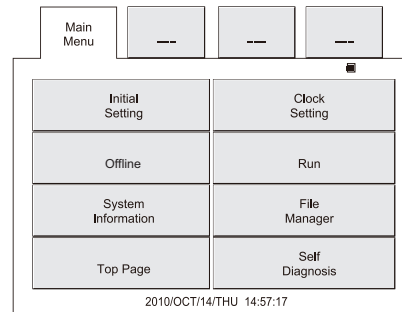 Main
Menu
--
--
--
Initial
Setting
Clock
Setting
Offline
Run
System
Information
File
Manager
Top Page
Self
Diagnosis
2010/OCT/14/THU 14:57:17